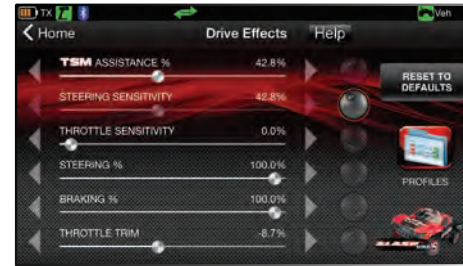 TX Veh
Home Drive Effects Help
TSM ASSISTANCE % 42.8%
STEERING SENSITIVITY 42.8%
THROTTLE SENSITIVITY 0.0%
STEERING % 100.0%
BRAKING % 100.0%
THROTTLE TRIM -8.7%
RESET TO
DEFAULTS
PROFILES
SLASH